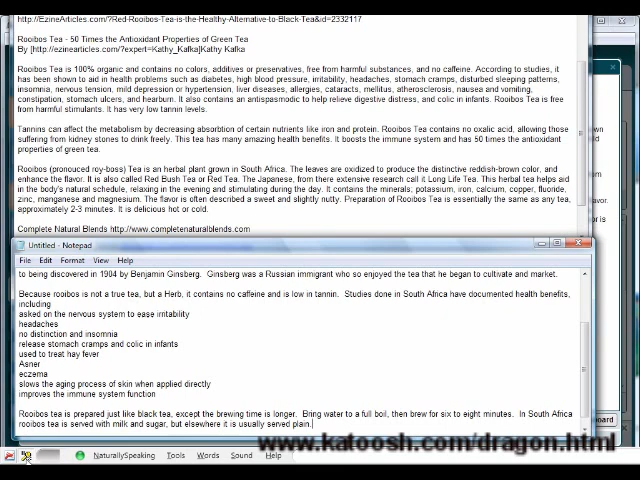 http://EzineArticles.com/?Red-Rooibos-Tea-is-the-Healthy-Alternative-to-Black-Tea&id=2332117
Rooibos Tea - 50 Times the Antioxidant Properties of Green Tea
By [http://ezinearticles.com/?expert=Kathy_Kafka]Kathy Kafka
Rooibos Tea is 100% organic and contains no colors, additives or preservatives, free from harmful substances, and no caffeine. According to studies, it
has been shown to aid in health problems such as diabetes, high blood pressure, irritability, headaches, stomach cramps, disturbed sleeping patterns,
insomnia, nervous tension, mild depression or hypertension, liver diseases, allergies, cataracts, mellitus, atherosclerosis, nausea and vomiting,
constipation, stomach ulcers, and hearburn. It also contains an antispasmodic to help relieve digestive distress, and colic in infants. Rooibos Tea is free
from harmful stimulants. It has very low tannin levels.
Tannins can affect the metabolism by decreasing absorbtion of certain nutrients like iron and protein. Rooibos Tea contains no oxalic acid, allowing those
suffering from kidney stones to drink freely. This tea has many amazing health benefits. It boosts the immune system and has 50 times the antioxidant
properties of green tea.
Rooibos (pronouced roy-boss) Tea is an herbal plant grown in South Africa. The leaves are oxidized to produce the distinctive reddish-brown color, and
enhance the flavor. It is also called Red Bush Tea or Red Tea. The Japanese, from there extensive research call it Long Life Tea. This herbal tea helps aid
in the body's natural schedule, relaxing in the evening and stimulating during the day. It contains the minerals; potassium, iron, calcium, copper, fluoride,
zinc, manganese and magnesium. The flavor is often described a sweet and slightly nutty. Preparation of Rooibos Tea is essentially the same as any tea,
approximately 2-3 minutes. It is delicious hot or cold.
Complete Natural Blends http://www.completenaturalblends.com
Untitled - Notepad
File Edit Format View Help
to being discovered in 1904 by Benjamin Ginsberg. Ginsberg was a Russian immigrant who so enjoyed the tea that he began to cultivate and market.
Because rooibos is not a true tea, but a Herb, it contains no caffeine and is low in tannin. Studies done in South Africa have documented health benefits,
including
asked on the nervous system to ease irritability
headaches
no distinction and insomnia
release stomach cramps and colic in infants
used to treat hay fever
Asner
eczema
slows the aging process of skin when applied directly
improves the immune system function
Rooibos tea is prepared just like black tea, except the brewing time is longer. Bring water to a full boil, then brew for six to eight minutes. In South Africa
rooibos tea is served with milk and sugar, but elsewhere it is usually served plain.
www.katoosh.com/dragon.html
NaturallySpeaking Tools Words Sound Help